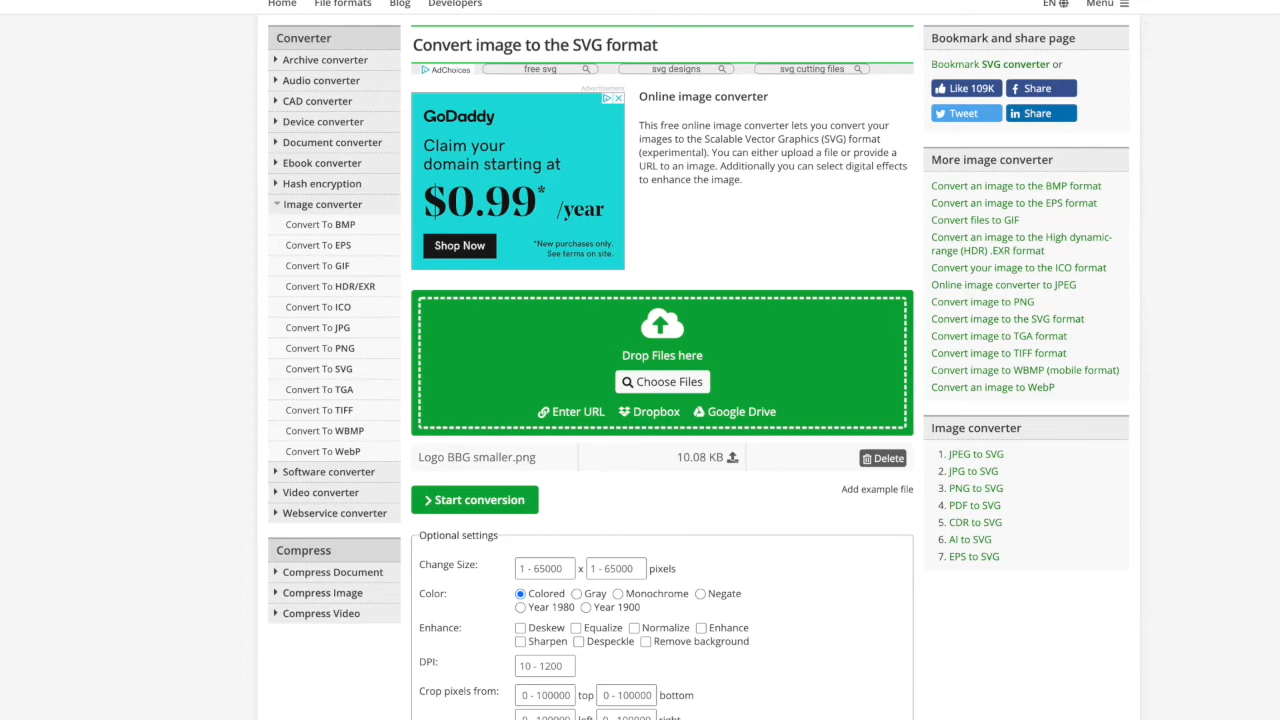 Home File formats Blog Developers EN Menu
Converter
Archive converter
Audio converter
CAD converter
Device converter
Document converter
Ebook converter
Hash encryption
Image converter
Convert To BMP
Convert To EPS
Convert To GIF
Convert To HDR/EXR
Convert To ICO
Convert To JPG
Convert To PNG
Convert To SVG
Convert To TGA
Convert To TIFF
Convert To WBMP
Convert To WebP
Software converter
Video converter
Webservice converter
Compress
Compress Document
Compress Image
Compress Video
Convert image to the SVG format
AdChoices free svg svg designs svg cutting files
Advertisement
GoDaddy
Claim your
domain starting at
$0.99* /year
Shop Now
*New purchases only.
See terms on site.
Online image converter
This free online image converter lets you convert your
images to the Scalable Vector Graphics (SVG) format
(experimental). You can either upload a file or provide a
URL to an image. Additionally you can select digital effects
to enhance the image.
Drop Files here
Choose Files
Enter URL Dropbox Google Drive
Logo BBG smaller.png 10.08 KB Delete
Add example file
Start conversion
Optional settings
Change Size: 1 - 65000 x 1 - 65000 pixels
Color: Colored Gray Monochrome Negate
Year 1980 Year 1900
Enhance: Deskew Equalize Normalize Enhance
Sharpen Despeckle Remove background
DPI: 10 - 1200
Crop pixels from: 0 - 100000 top 0 - 100000 bottom
0 - 100000 left 0 - 100000 right
Bookmark and share page
Bookmark SVG converter or
Like 109K Share
Tweet Share
More image converter
Convert an image to the BMP format
Convert an image to the EPS format
Convert files to GIF
Convert an image to the High dynamic-
range (HDR) .EXR format
Convert your image to the ICO format
Online image converter to JPEG
Convert image to PNG
Convert image to the SVG format
Convert image to TGA format
Convert image to TIFF format
Convert image to WBMP (mobile format)
Convert an image to WebP
Image converter
1. JPEG to SVG
2. JPG to SVG
3. PNG to SVG
4. PDF to SVG
5. CDR to SVG
6. AI to SVG
7. EPS to SVG